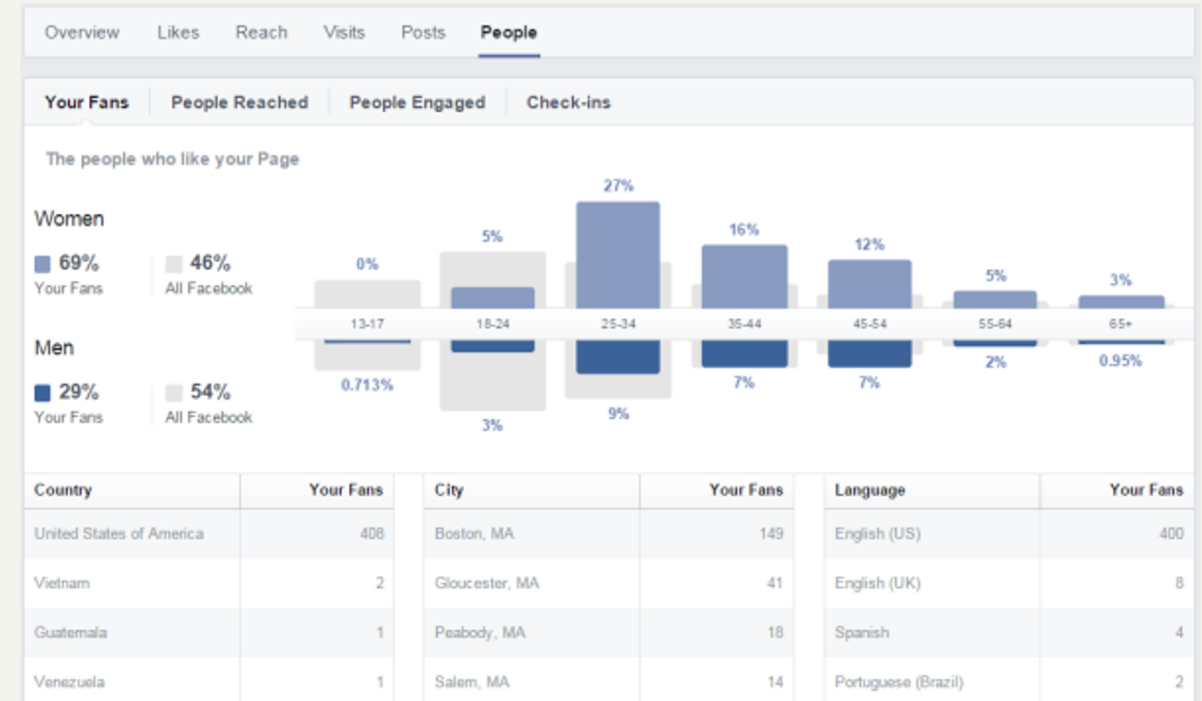 Overview Likes Reach Visits Posts People
Your Fans People Reached People Engaged Check-ins
The people who like your Page
Women
69% 46%
Your Fans All Facebook
Men
29% 54%
Your Fans All Facebook
0% 5% 27% 16% 12% 5% 3%
13-17 18-24 25-34 35-44 45-54 55-64 65+
0.713% 3% 9% 7% 7% 2% 0.95%
Country Your Fans City Your Fans Language Your Fans
United States of America 408 Boston, MA 149 English (US) 400
Vietnam 2 Gloucester, MA 41 English (UK) 8
Guatemala 1 Peabody, MA 18 Spanish 4
Venezuela 1 Salem, MA 14 Portuguese (Brazil) 2